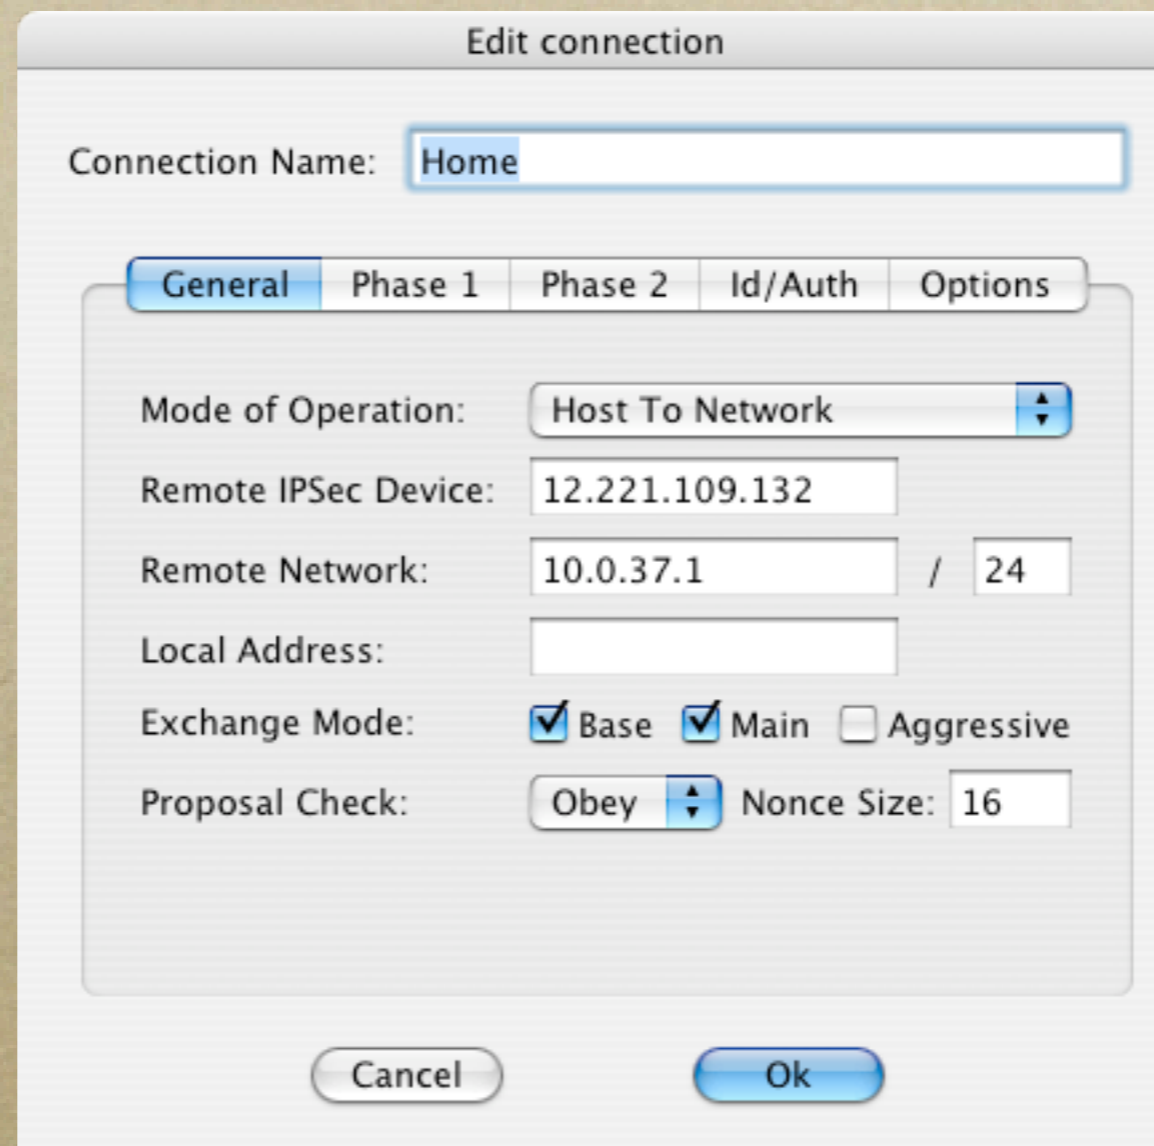 Edit connection
Connection Name: Home
General Phase 1 Phase 2 Id/Auth Options
Mode of Operation: Host To Network
Remote IPSec Device: 12.221.109.132
Remote Network: 10.0.37.1 / 24
Local Address:
Exchange Mode: Base Main Aggressive
Proposal Check: Obey Nonce Size: 16
Cancel Ok